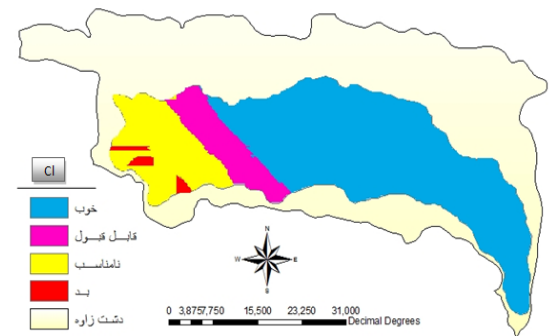 Cl
خوب
قابل قبول
نامناسب
بد
دشت زاوه
N
W E
S
0 3,8757,750 15,500 23,250 31,000
Decimal Degrees